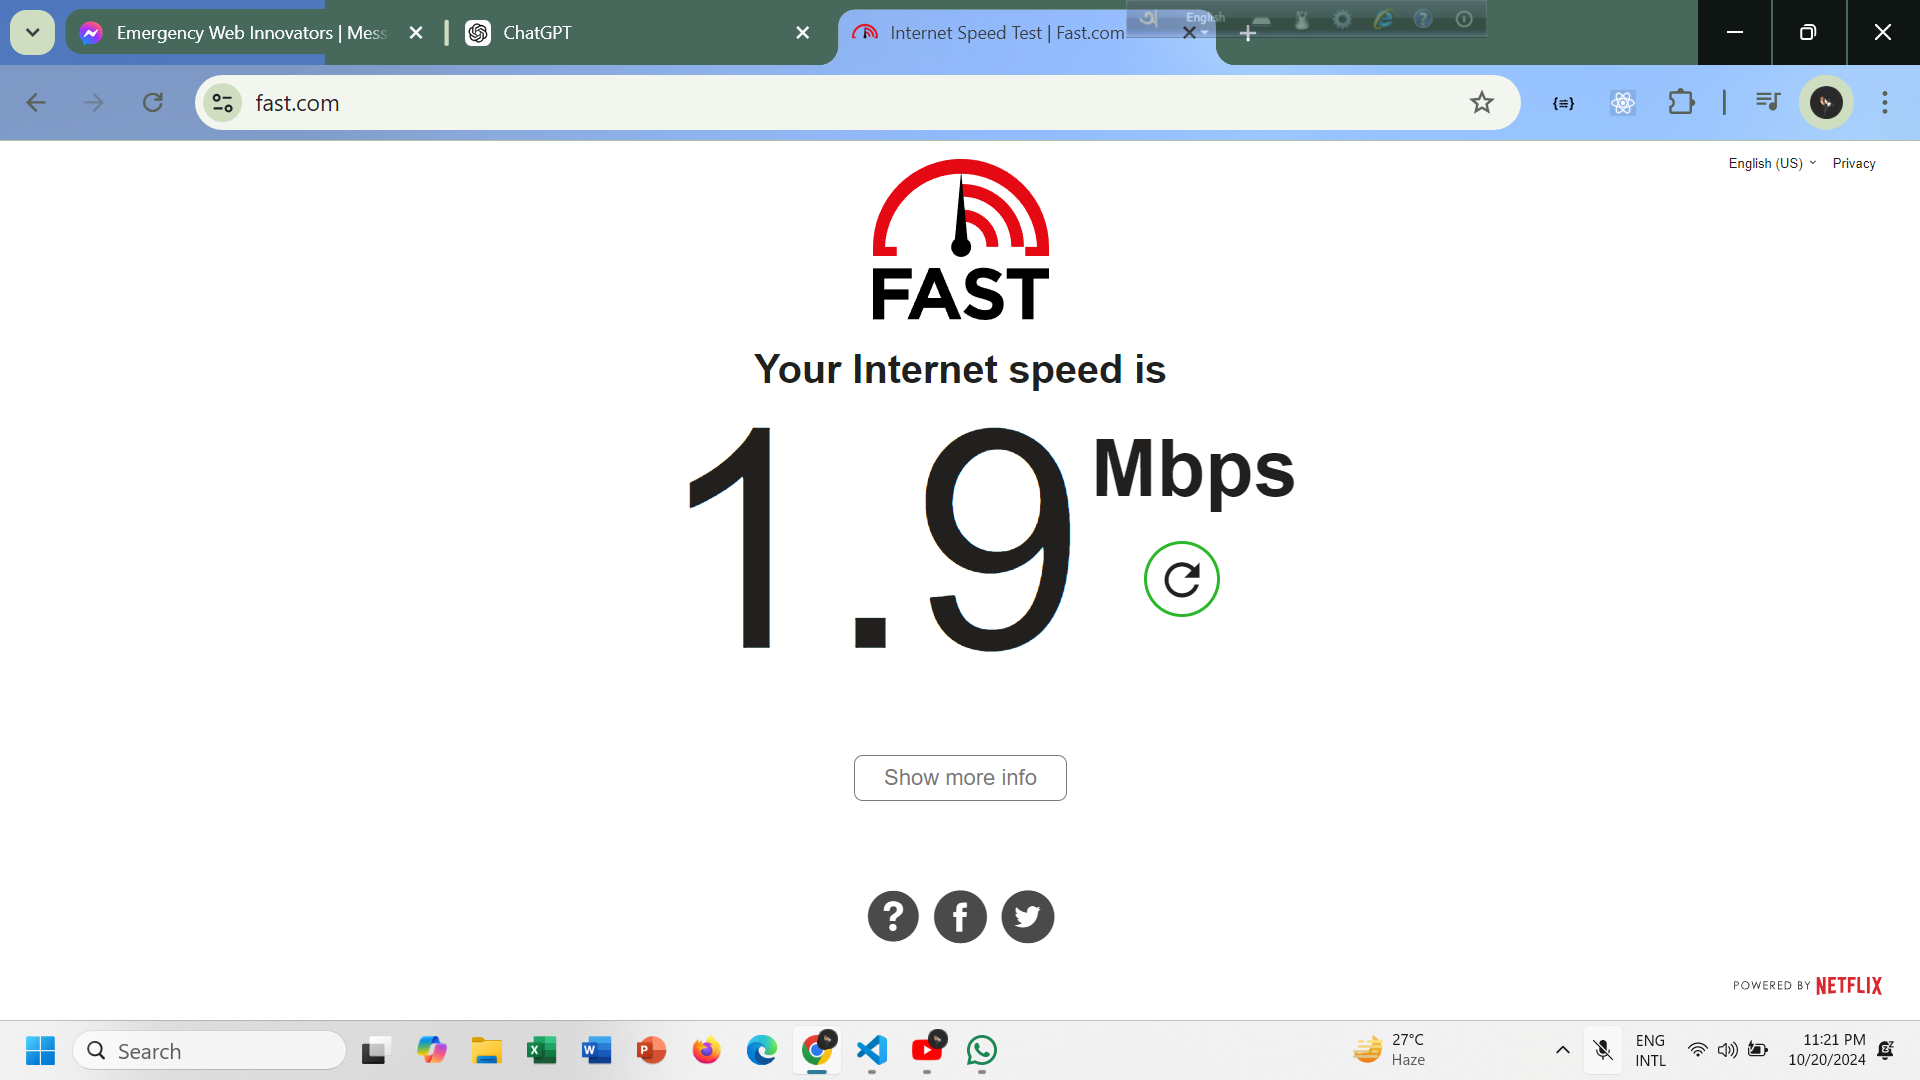 Emergency Web Innovators | Mess
ChatGPT
Internet Speed Test | Fast.com
অ
English
fast.com
English (US)
Privacy
FAST
Your Internet speed is
1.9 Mbps
Show more info
POWERED BY NETFLIX
Search
27°C
Haze
ENG
INTL
11:21 PM
10/20/2024